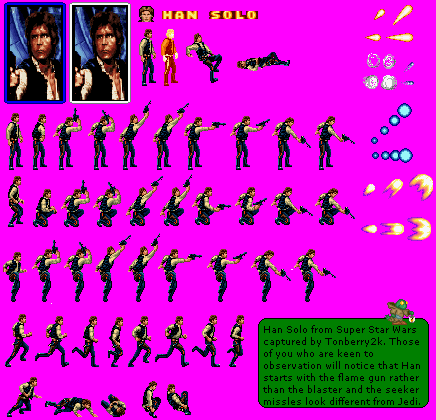 HAN SOLO
Han Solo from Super Star Wars
captured by Tonberry2k. Those
of you who are keen to
observation will notice that Han
starts with the flame gun rather
than the blaster and the seeker
missles look different from Jedi.